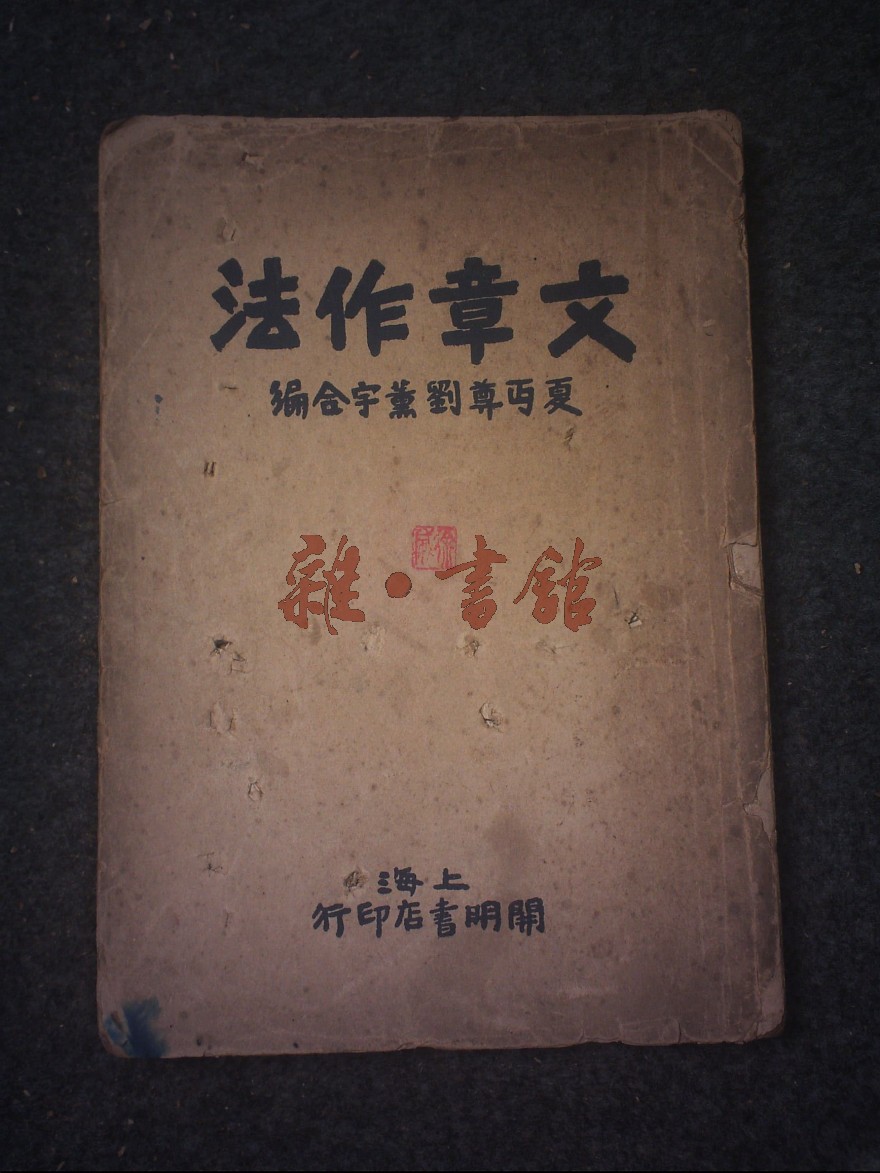 文章作法
夏丏尊劉薰宇合編
雜·書館
上海
開明書店印行